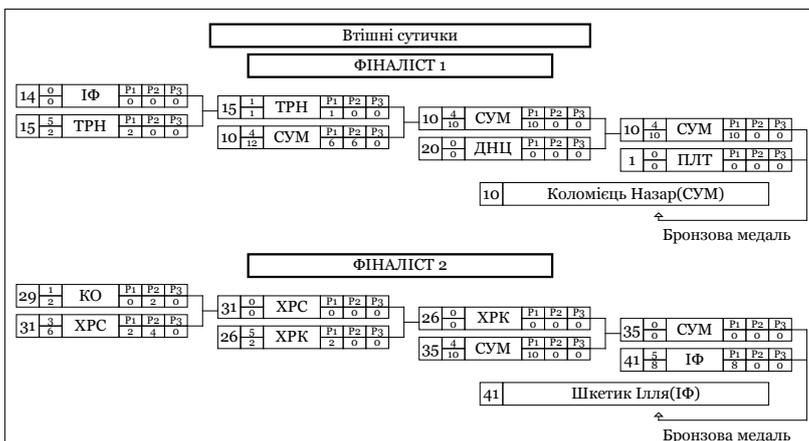 Втішні сутички
ФІНАЛІСТ 1
14 0 0 ІФ P1 P2 P3 0 0 0
15 5 2 ТРН P1 P2 P3 2 0 0
15 1 1 ТРН P1 P2 P3 1 0 0
10 4 12 СУМ P1 P2 P3 6 6 0
10 4 10 СУМ P1 P2 P3 10 0 0
20 0 0 ДНЦ P1 P2 P3 0 0 0
10 4 10 СУМ P1 P2 P3 10 0 0
1 0 0 ПЛТ P1 P2 P3 0 0 0
10 Коломієць Назар(СУМ)
Бронзова медаль
ФІНАЛІСТ 2
29 1 2 КО P1 P2 P3 0 2 0
31 3 6 ХРС P1 P2 P3 2 4 0
31 0 0 ХРС P1 P2 P3 0 0 0
26 5 2 ХРК P1 P2 P3 2 0 0
26 0 0 ХРК P1 P2 P3 0 0 0
35 4 10 СУМ P1 P2 P3 10 0 0
35 0 0 СУМ P1 P2 P3 0 0 0
41 5 8 ІФ P1 P2 P3 8 0 0
41 Шкетик Ілля(ІФ)
Бронзова медаль